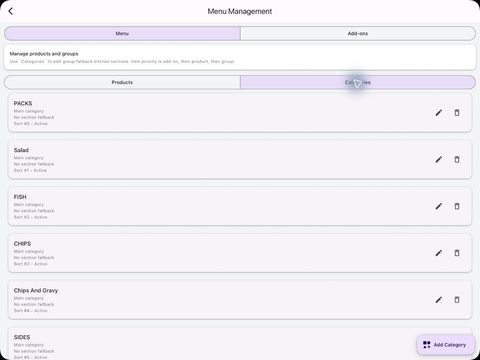 Menu Management
Menu
Add-ons
Manage products and groups
Use `Categories` to edit group fallback kitchen sections. Item priority is add-on, then product, then group.
Products
Categories
PACKS
Main category
No section fallback
Sort #0 • Active
Salad
Main category
No section fallback
Sort #1 • Active
FISH
Main category
No section fallback
Sort #2 • Active
CHIPS
Main category
No section fallback
Sort #3 • Active
Chips And Gravy
Main category
No section fallback
Sort #4 • Active
SIDES
Main category
No section fallback
Sort #5 • Active
Add Category